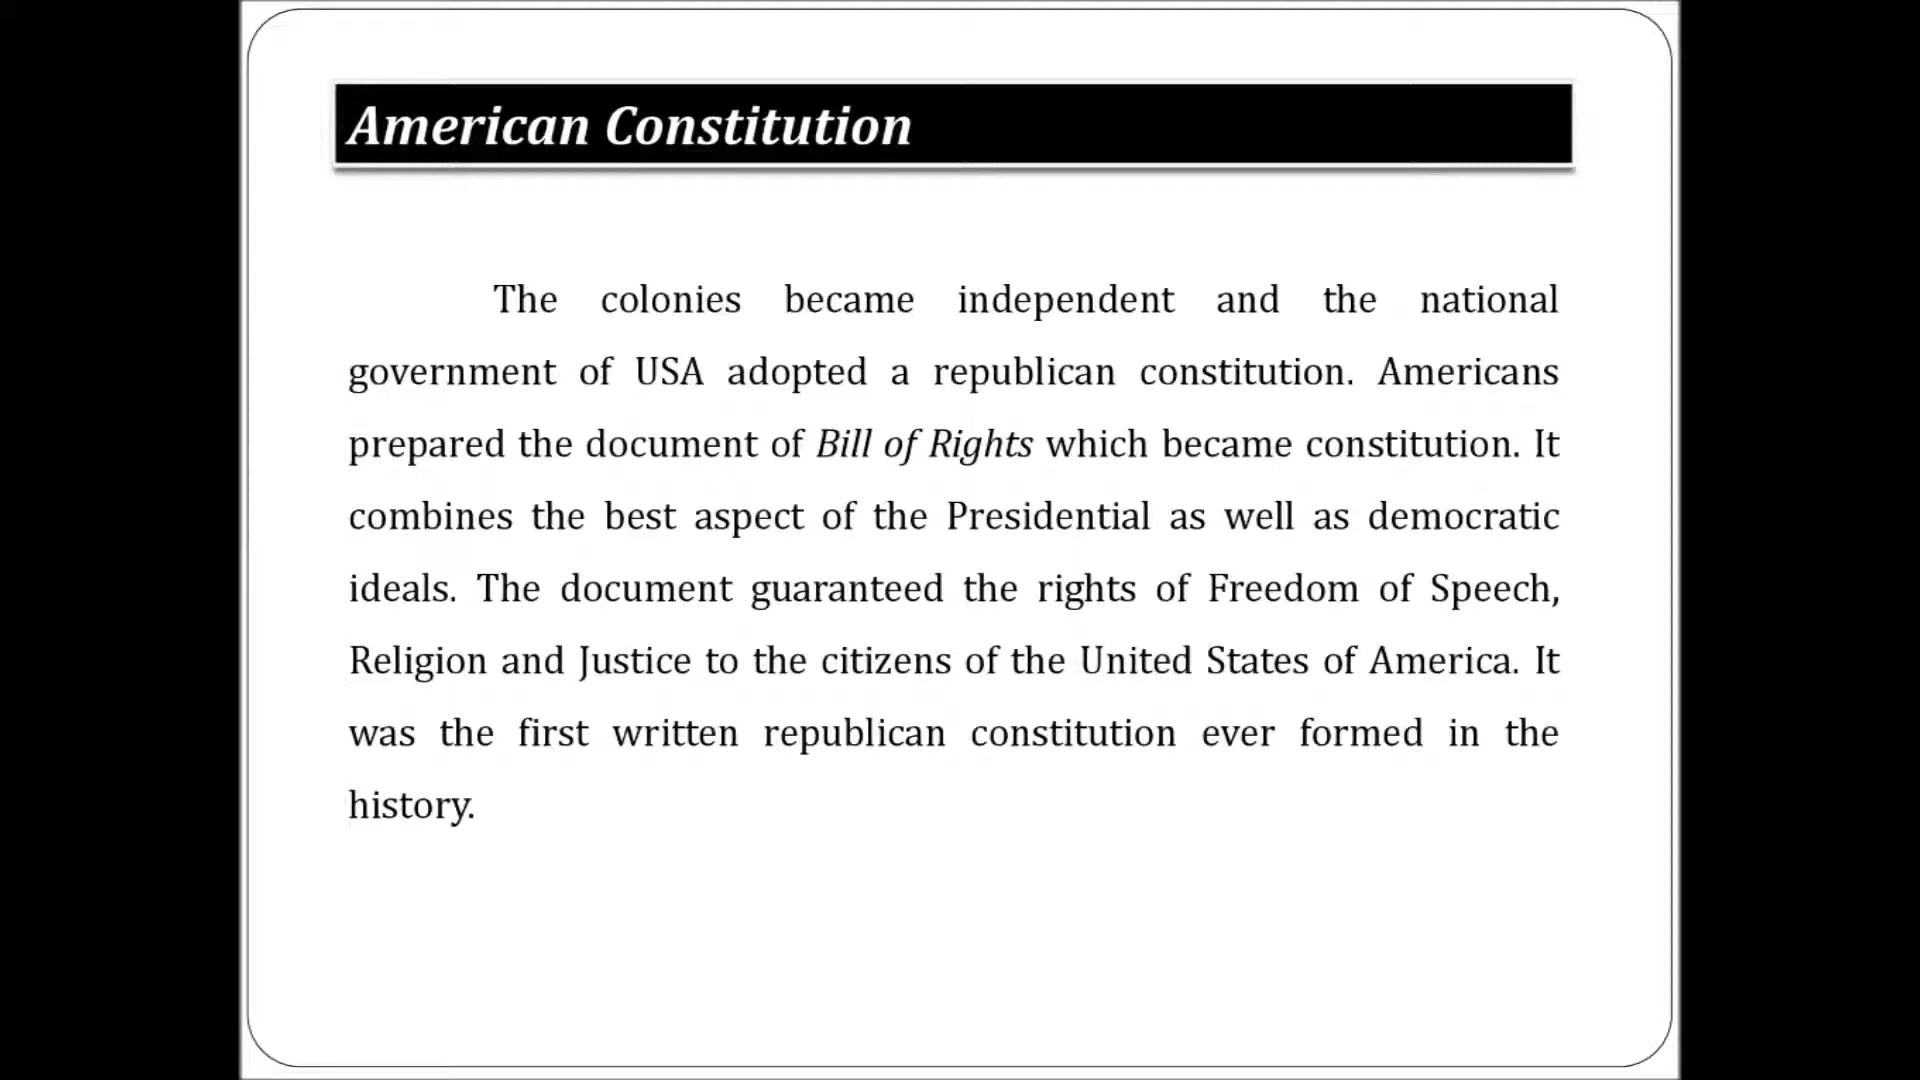 American Constitution
The colonies became independent and the national
government of USA adopted a republican constitution. Americans
prepared the document of Bill of Rights which became constitution. It
combines the best aspect of the Presidential as well as democratic
ideals. The document guaranteed the rights of Freedom of Speech,
Religion and Justice to the citizens of the United States of America. It
was the first written republican constitution ever formed in the
history.